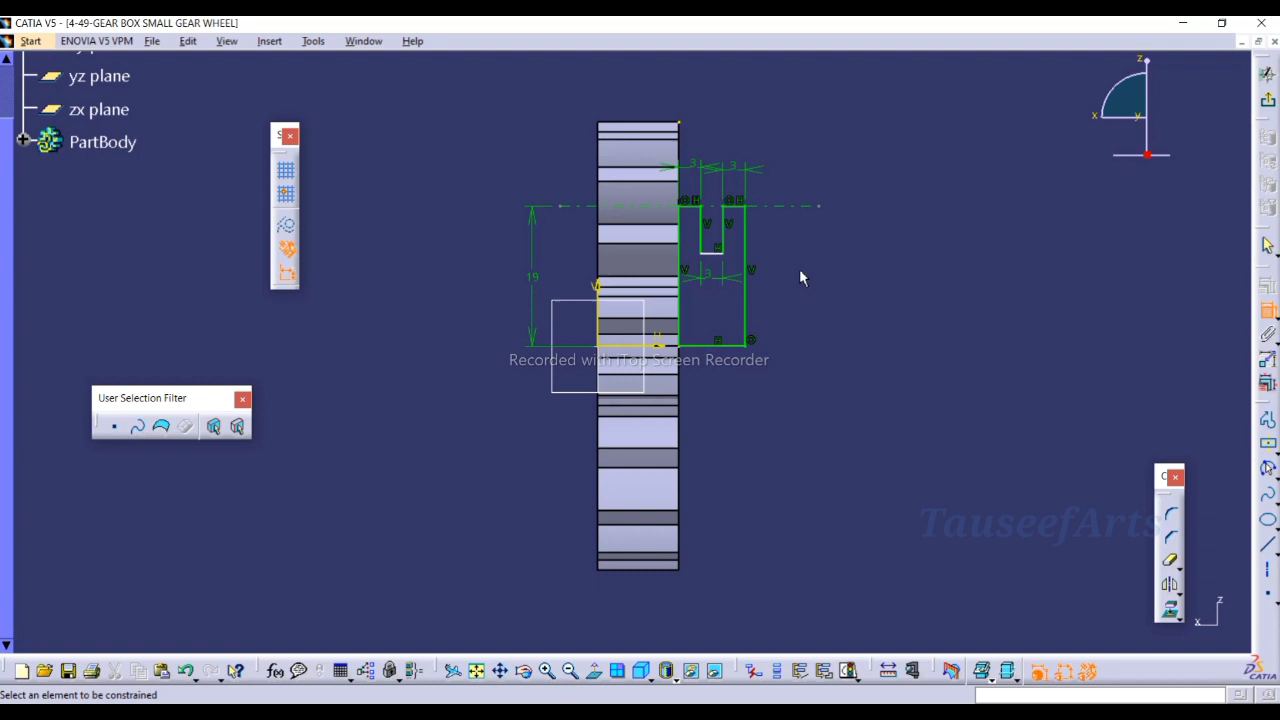 CATIA V5 - [4-49-GEAR BOX SMALL GEAR WHEEL]
Start ENOVIA V5 VPM File Edit View Insert Tools Window Help
yz plane
zx plane
PartBody
z
x
y
3
3
H
H
V
V
V
V
H
19
3
V
H
H
Recorded with iTop Screen Recorder
User Selection Filter
C
TauseefArts
z
x
f(x)
CATIA
Select an element to be constrained